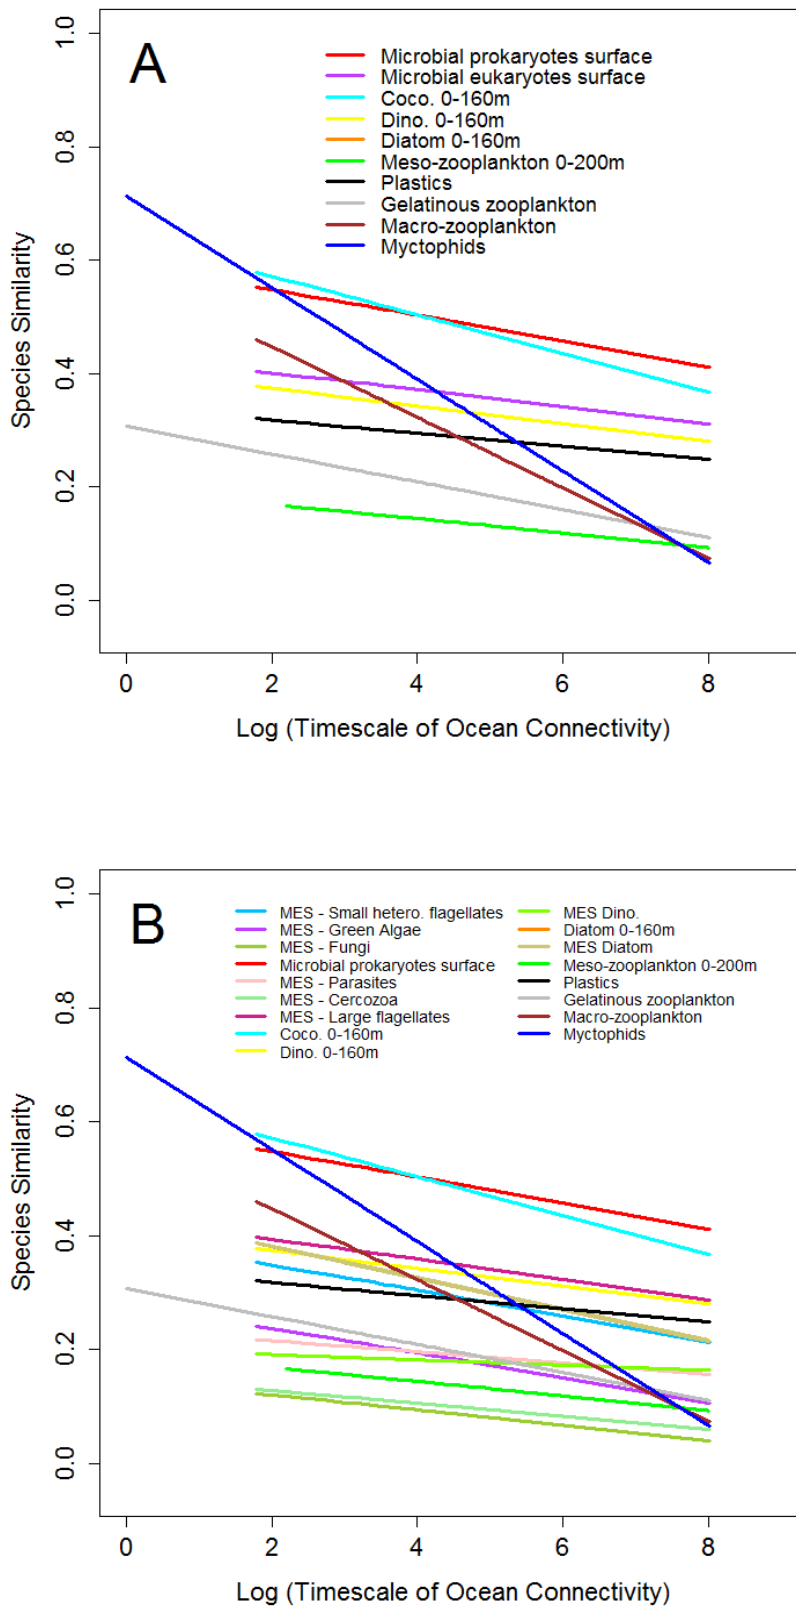 A
Microbial prokaryotes surface
Microbial eukaryotes surface
Coco. 0-160m
Dino. 0-160m
Diatom 0-160m
Meso-zooplankton 0-200m
Plastics
Gelatinous zooplankton
Macro-zooplankton
Myctophids
Species Similarity
1.0
0.8
0.6
0.4
0.2
0.0
0 2 4 6 8
Log (Timescale of Ocean Connectivity)
B
MES - Small hetero. flagellates
MES - Green Algae
MES - Fungi
Microbial prokaryotes surface
MES - Parasites
MES - Cercozoa
MES - Large flagellates
Coco. 0-160m
Dino. 0-160m
MES Dino.
Diatom 0-160m
MES Diatom
Meso-zooplankton 0-200m
Plastics
Gelatinous zooplankton
Macro-zooplankton
Myctophids
Species Similarity
1.0
0.8
0.6
0.4
0.2
0.0
0 2 4 6 8
Log (Timescale of Ocean Connectivity)